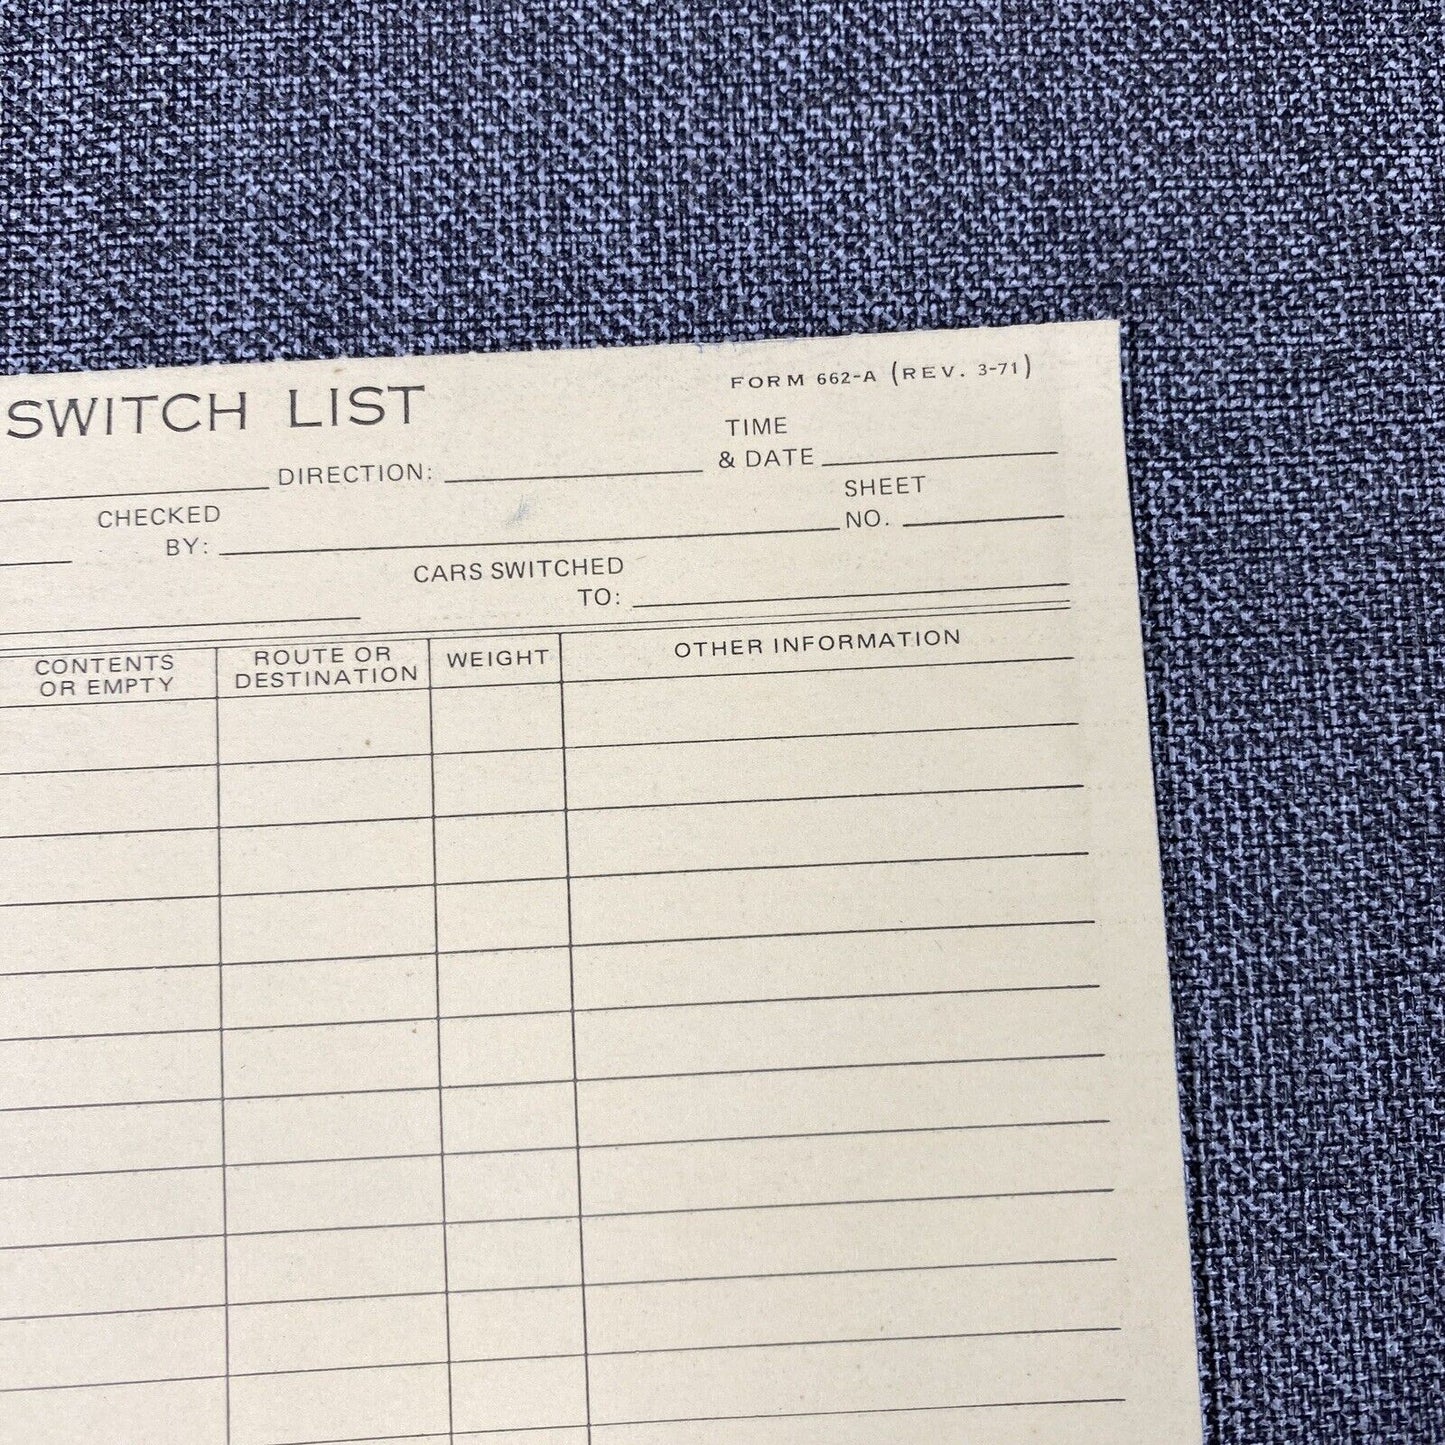 FORM 662-A (REV. 3-71)
SWITCH LIST
TIME
DIRECTION: & DATE
SHEET
CHECKED
BY: NO.
CARS SWITCHED
TO:
CONTENTS
OR EMPTY
ROUTE OR
DESTINATION
WEIGHT
OTHER INFORMATION